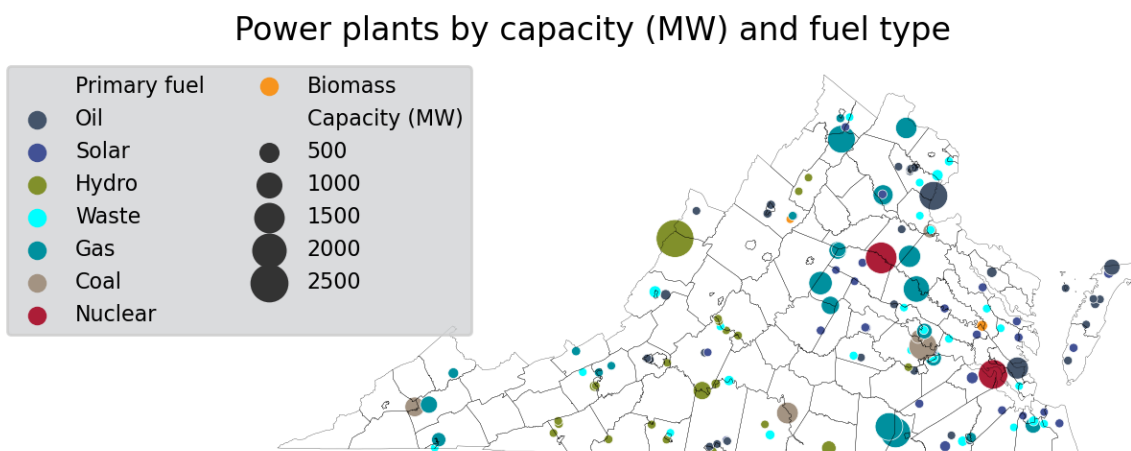 Power plants by capacity (MW) and fuel type
Primary fuel
Oil
Solar
Hydro
Waste
Gas
Coal
Nuclear
Biomass
Capacity (MW)
500
1000
1500
2000
2500